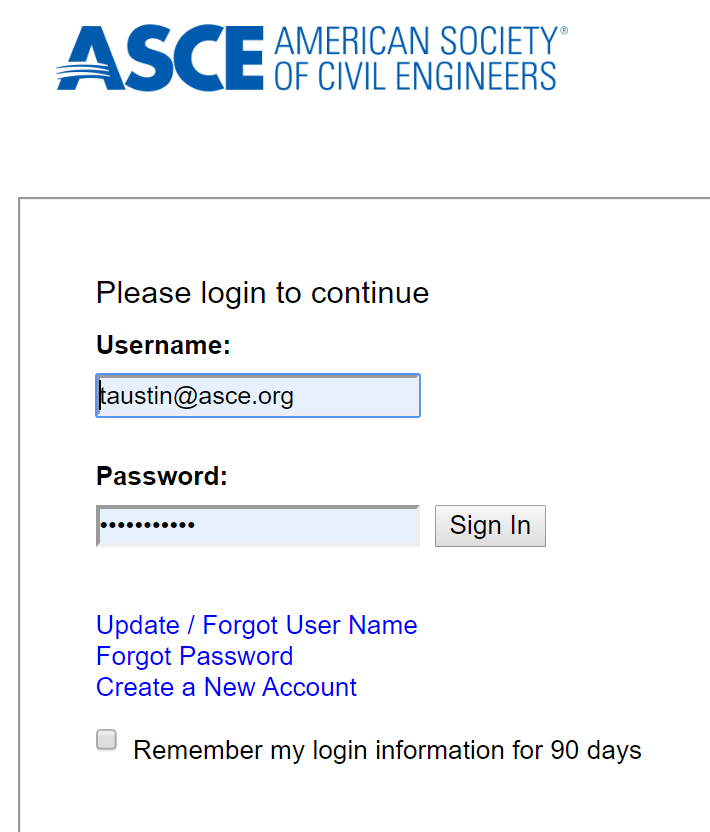 ASCE AMERICAN SOCIETY®
OF CIVIL ENGINEERS
Please login to continue
Username:
taustin@asce.org
Password:
•••••••••••
Sign In
Update / Forgot User Name
Forgot Password
Create a New Account
Remember my login information for 90 days